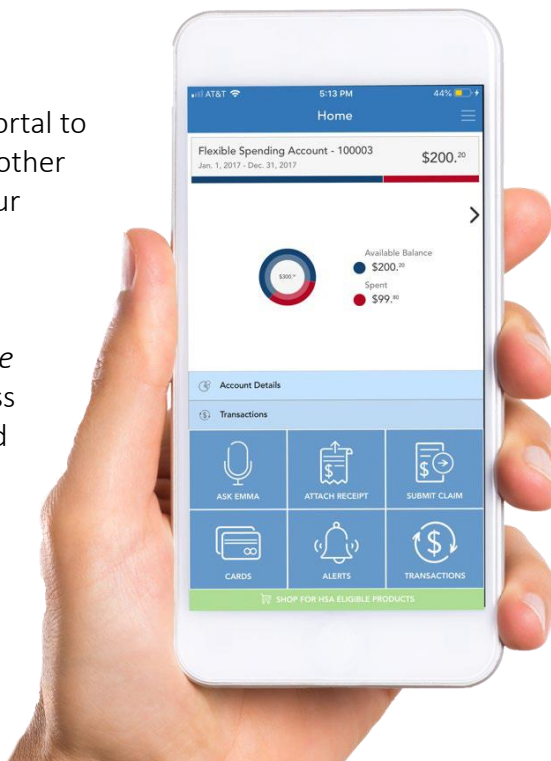 ortal to
other
ur
e
ss
d
AT&T 5:13 PM 44%
Home
Flexible Spending Account - 100003
Jan. 1, 2017 - Dec. 31, 2017
$200.20
Available Balance
$200.20
Spent
$99.80
$300.00
Account Details
Transactions
ASK EMMA ATTACH RECEIPT SUBMIT CLAIM
CARDS ALERTS TRANSACTIONS
SHOP FOR HSA ELIGIBLE PRODUCTS